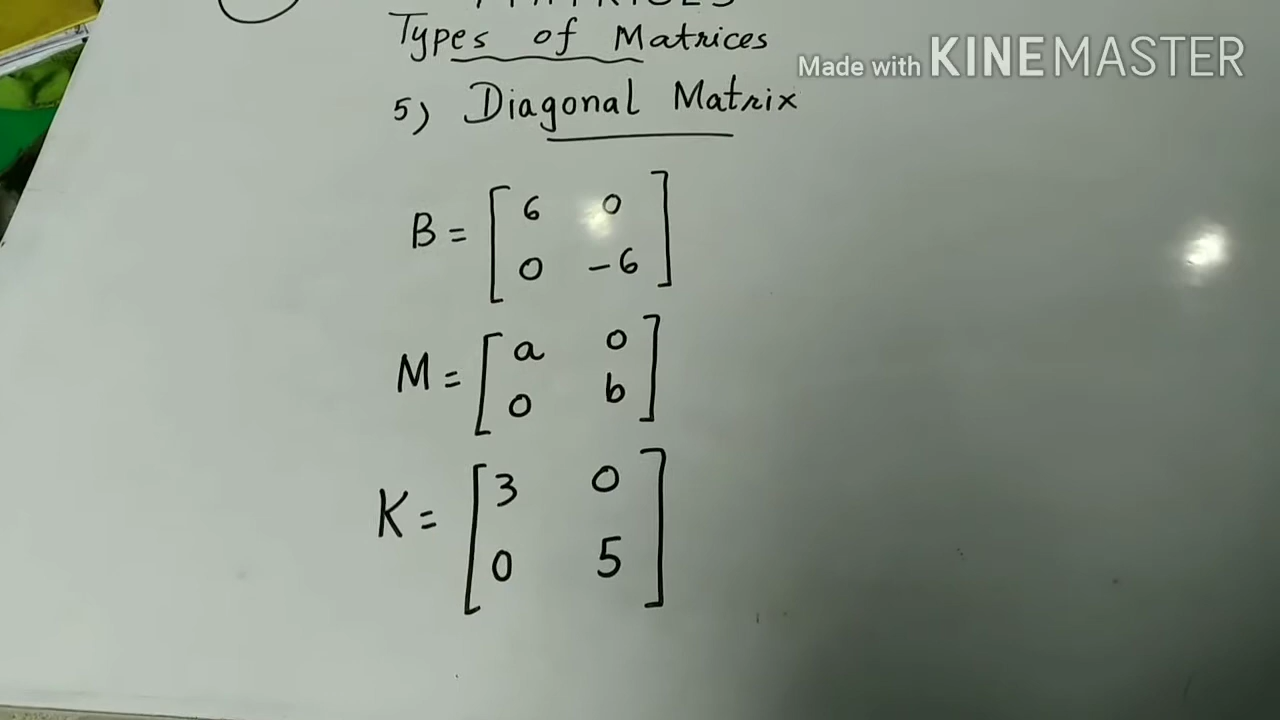 Types of Matrices
Made with KINEMASTER
5) Diagonal Matrix
B = [ 6 0
0 -6 ]
M = [ a 0
0 b ]
K = [ 3 0
0 5 ]